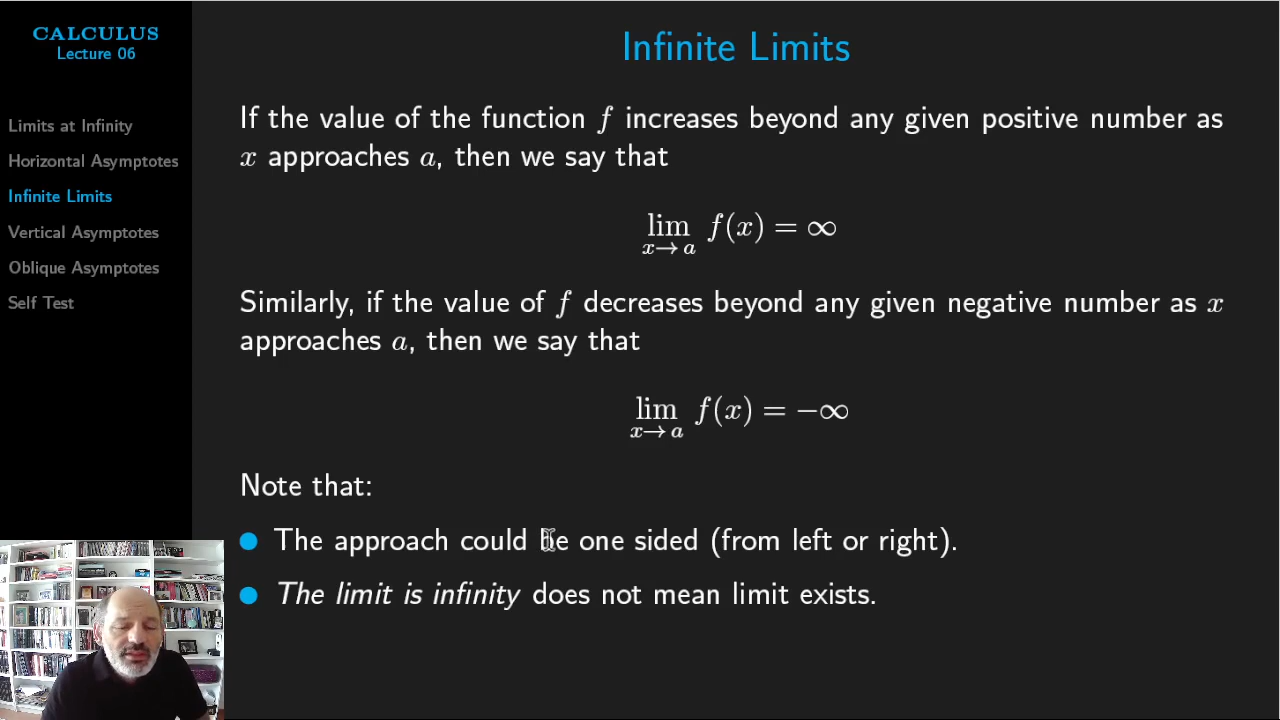 CALCULUS
Lecture 06
Limits at Infinity
Horizontal Asymptotes
Infinite Limits
Vertical Asymptotes
Oblique Asymptotes
Self Test
Infinite Limits
If the value of the function f increases beyond any given positive number as
x approaches a, then we say that
lim f(x) = ∞
x→a
Similarly, if the value of f decreases beyond any given negative number as x
approaches a, then we say that
lim f(x) = −∞
x→a
Note that:
The approach could be one sided (from left or right).
The limit is infinity does not mean limit exists.